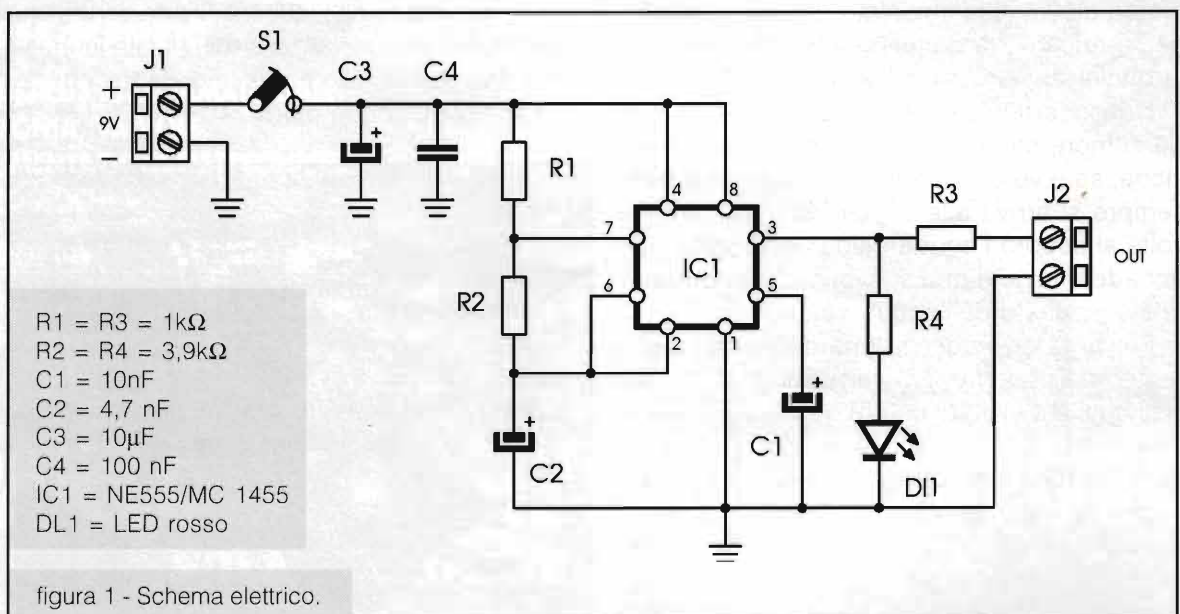 S1
J1
C3
C4
+
9V
−
+
R1
4
8
R3
J2
7
3
IC1
OUT
6
5
R2
R4
2
1
+
+
C2
C1
Dl1
R1 = R3 = 1kΩ
R2 = R4 = 3,9kΩ
C1 = 10nF
C2 = 4,7 nF
C3 = 10µF
C4 = 100 nF
IC1 = NE555/MC 1455
DL1 = LED rosso
figura 1 - Schema elettrico.